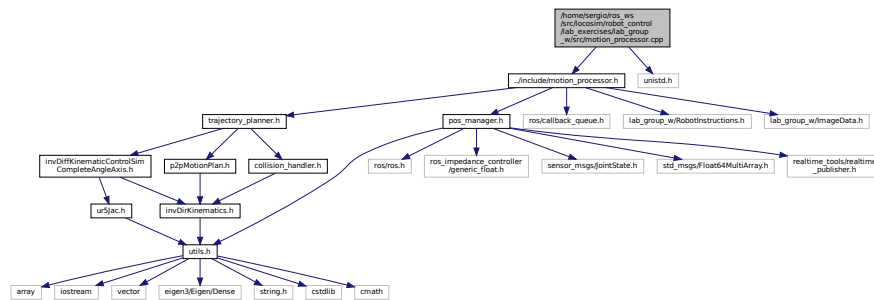 /home/sergio/ros_ws
/src/locosim/robot_control
/lab_exercises/lab_group
_w/src/motion_processor.cpp
../include/motion_processor.h
unistd.h
trajectory_planner.h
pos_manager.h
ros/callback_queue.h
lab_group_w/RobotInstructions.h
lab_group_w/ImageData.h
invDiffKinematicControlSim
CompleteAngleAxis.h
p2pMotionPlan.h
collision_handler.h
ros/ros.h
ros_impedance_controller
/generic_float.h
sensor_msgs/JointState.h
std_msgs/Float64MultiArray.h
realtime_tools/realtime
_publisher.h
ur5Jac.h
invDirKinematics.h
utils.h
array
iostream
vector
eigen3/Eigen/Dense
string.h
cstdlib
cmath